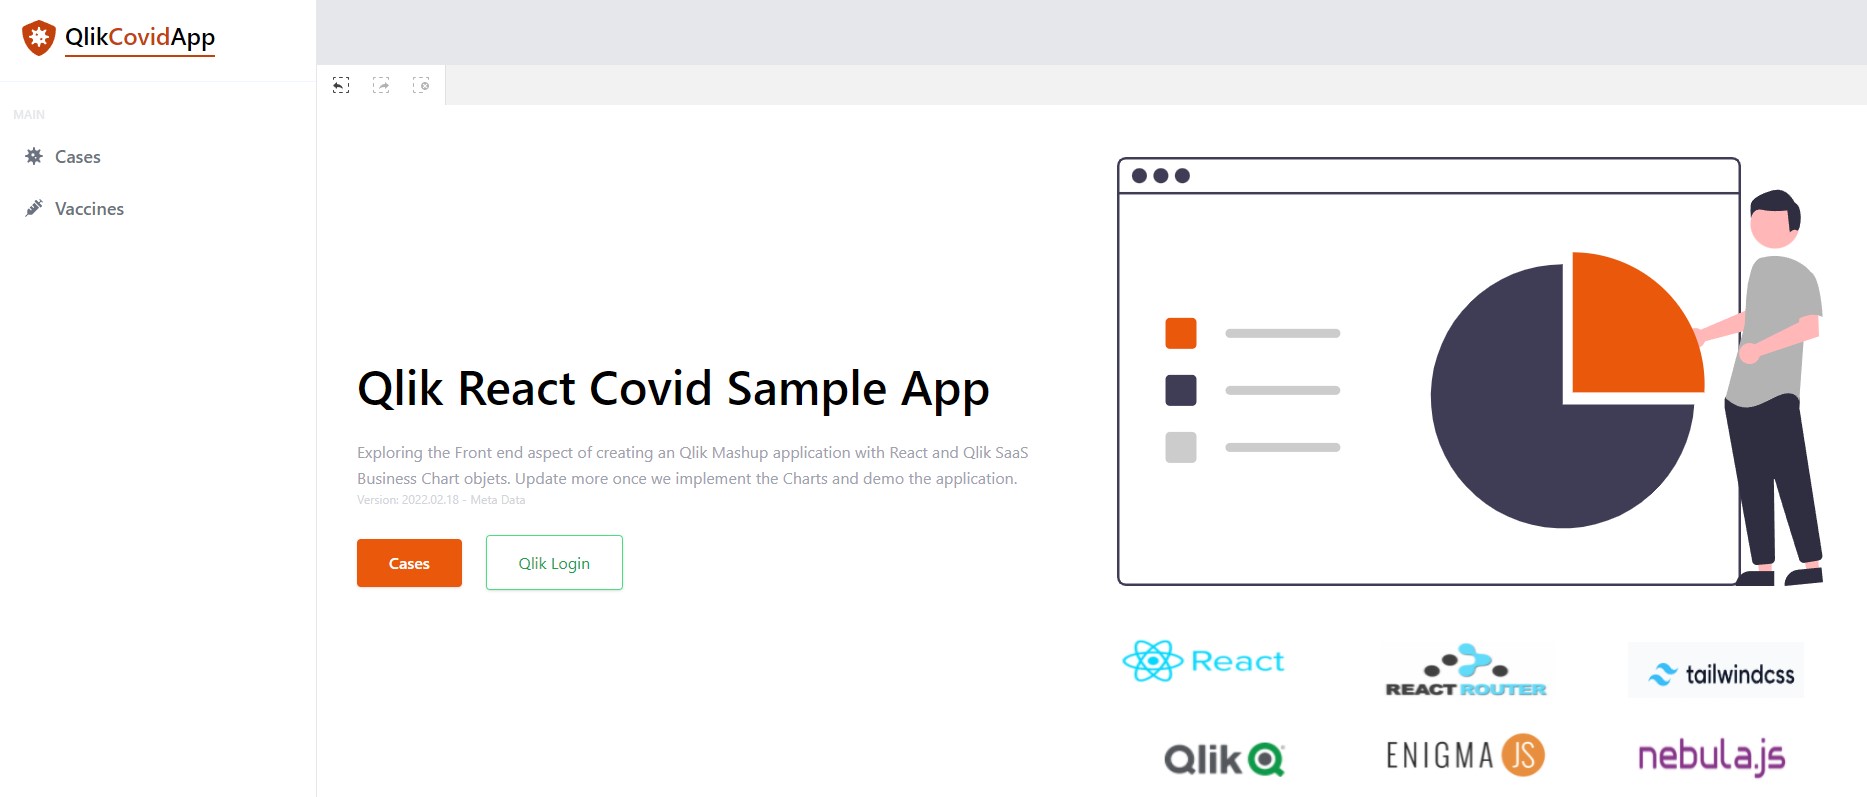 QlikCovidApp
MAIN
Cases
Vaccines
Qlik React Covid Sample App
Exploring the Front end aspect of creating an Qlik Mashup application with React and Qlik SaaS
Business Chart objets. Update more once we implement the Charts and demo the application.
Version: 2022.02.18 - Meta Data
Cases
Qlik Login
React
REACT ROUTER
tailwindcss
Qlik
ENIGMA JS
nebula.js